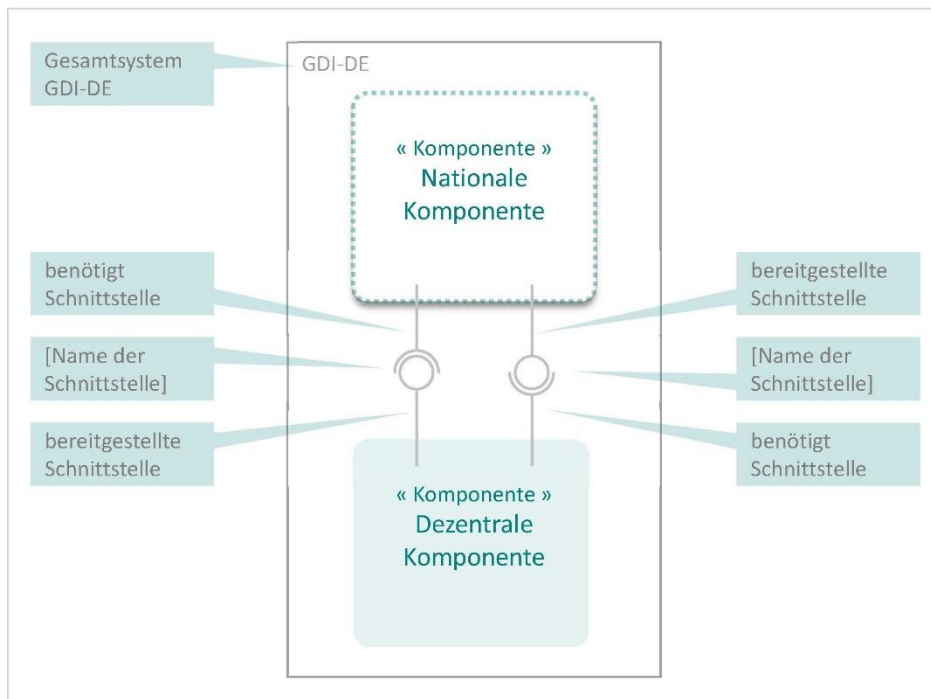 Gesamtsystem
GDI-DE
GDI-DE
« Komponente »
Nationale
Komponente
benötigt
Schnittstelle
bereitgestellte
Schnittstelle
[Name der
Schnittstelle]
[Name der
Schnittstelle]
bereitgestellte
Schnittstelle
benötigt
Schnittstelle
« Komponente »
Dezentrale
Komponente